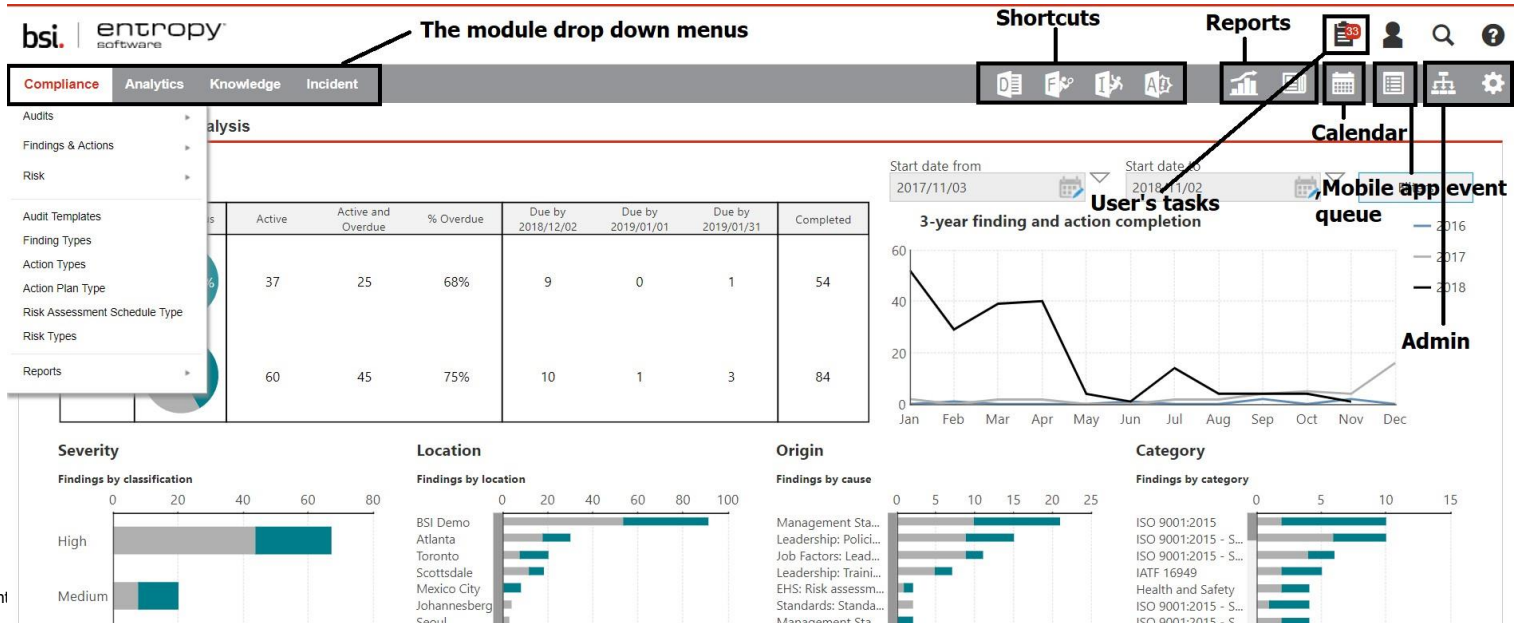 bsi. entropy software
The module drop down menus
Shortcuts
Reports
33
Compliance Analytics Knowledge Incident
D F I A
Calendar
User's tasks
Mobile app event
queue
Admin
Audits
Findings & Actions
Risk
Audit Templates
Finding Types
Action Types
Action Plan Type
Risk Assessment Schedule Type
Risk Types
Reports
alysis
Start date from
2017/11/03
Start date to
2018/11/02
us Active Active and Overdue % Overdue Due by 2018/12/02 Due by 2019/01/01 Due by 2019/01/31 Completed
% 37 25 68% 9 0 1 54
60 45 75% 10 1 3 84
3-year finding and action completion
2016
2017
2018
60
40
20
0
Jan Feb Mar Apr May Jun Jul Aug Sep Oct Nov Dec
Severity
Findings by classification
0 20 40 60 80
High
Medium
Location
Findings by location
0 20 40 60 80 100
BSI Demo
Atlanta
Toronto
Scottsdale
Mexico City
Johannesberg
Seoul
Origin
Findings by cause
0 5 10 15 20 25
Management Sta...
Leadership: Polici...
Job Factors: Lead...
Leadership: Traini...
EHS: Risk assessm...
Standards: Standa...
Management Sta...
Category
Findings by category
0 5 10 15
ISO 9001:2015
ISO 9001:2015 - S...
ISO 9001:2015 - S...
IATF 16949
Health and Safety
ISO 9001:2015 - S...
ISO 9001:2015 - S...